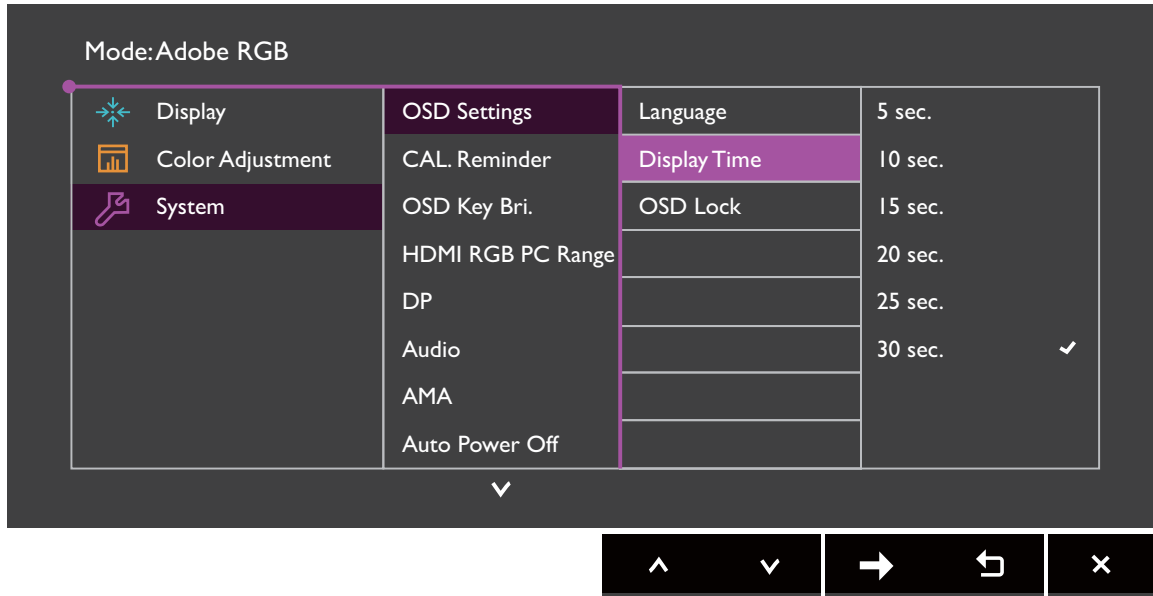 Mode: Adobe RGB
Display
Color Adjustment
System
OSD Settings
CAL. Reminder
OSD Key Bri.
HDMI RGB PC Range
DP
Audio
AMA
Auto Power Off
Language
Display Time
OSD Lock
5 sec.
10 sec.
15 sec.
20 sec.
25 sec.
30 sec.